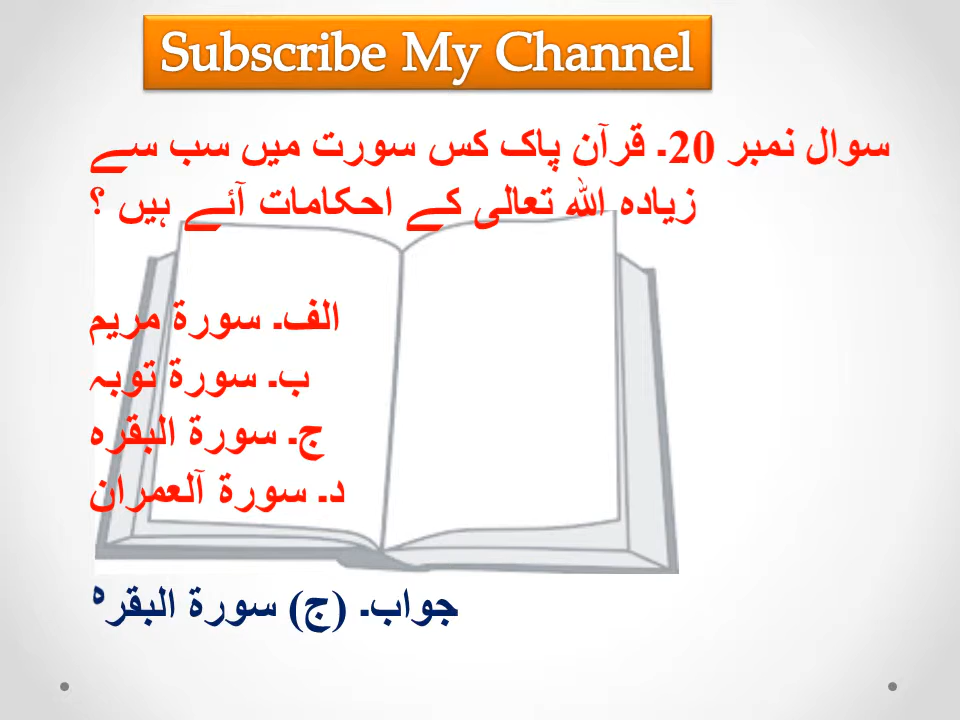 Subscribe My Channel
سوال نمبر 20۔ قرآن پاک کس سورت میں سب سے
زیادہ اللہ تعالی کے احکامات آئے ہیں ؟
الف۔ سورۃ مریم
ب۔ سورۃ توبہ
ج۔ سورۃ البقرہ
د۔ سورۃ آلعمران
جواب۔ (ج) سورۃ البقرہ